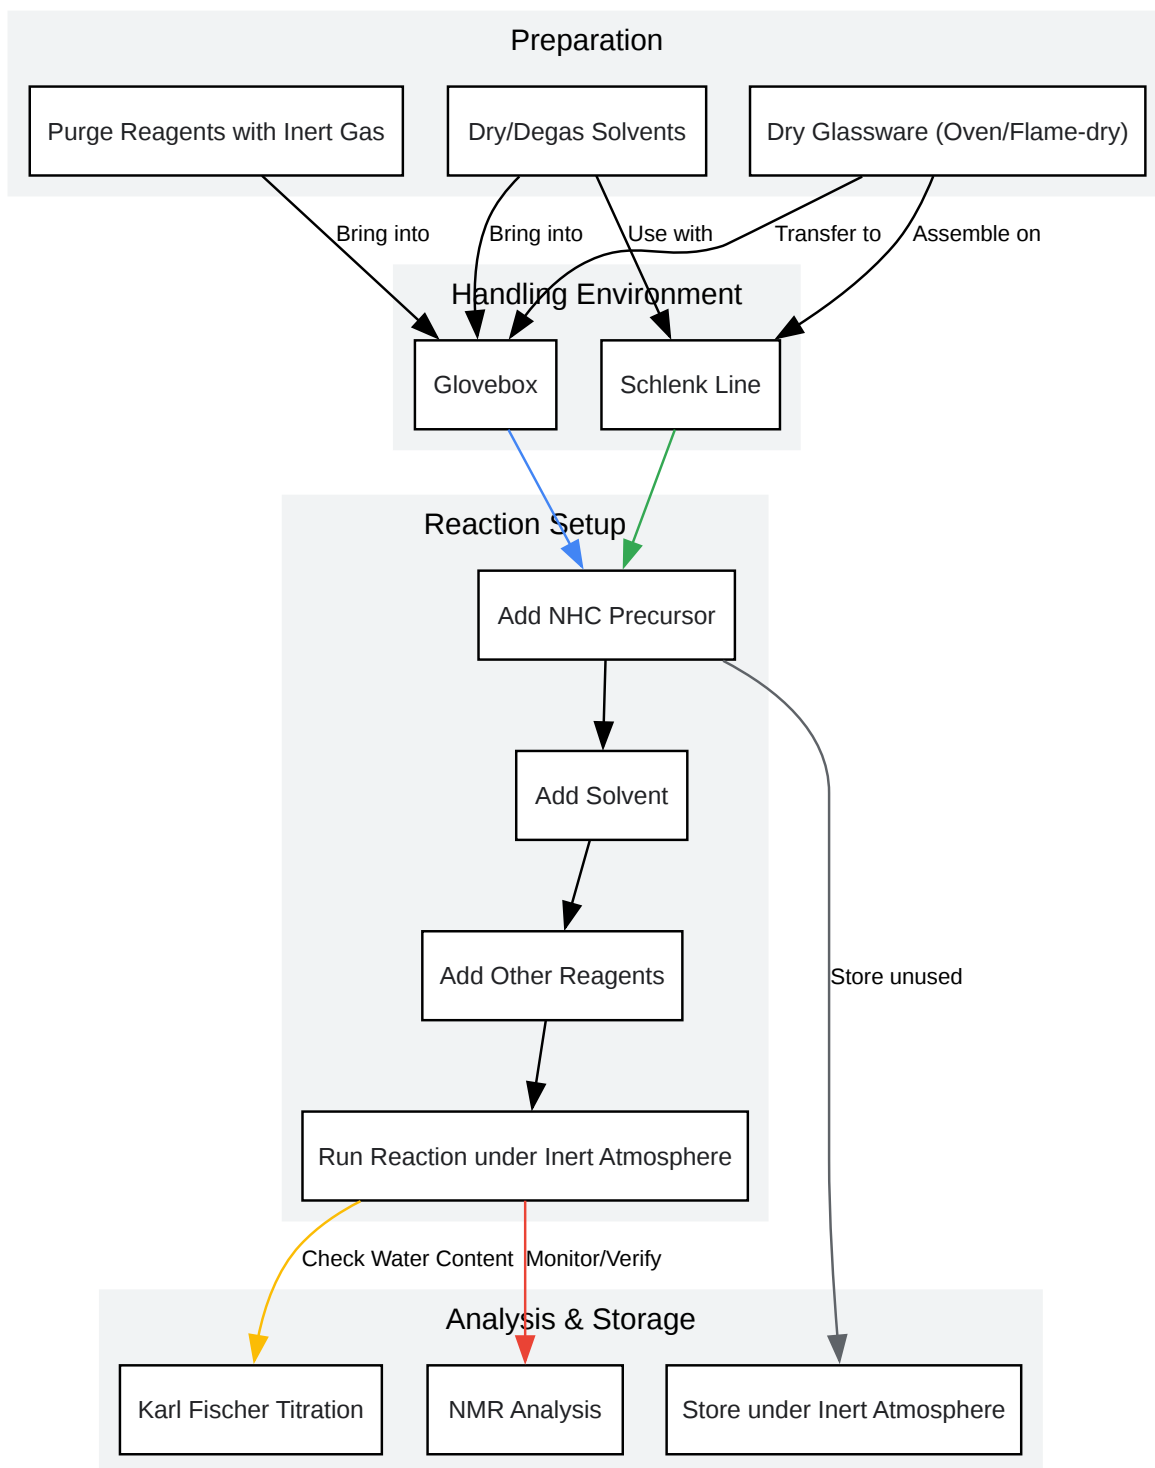 Preparation
Purge Reagents with Inert Gas
Dry/Degas Solvents
Dry Glassware (Oven/Flame-dry)
Bring into
Bring into
Use with
Transfer to
Assemble on
Handling Environment
Glovebox
Schlenk Line
Reaction Setup
Add NHC Precursor
Add Solvent
Add Other Reagents
Store unused
Run Reaction under Inert Atmosphere
Check Water Content
Monitor/Verify
Analysis & Storage
Karl Fischer Titration
NMR Analysis
Store under Inert Atmosphere